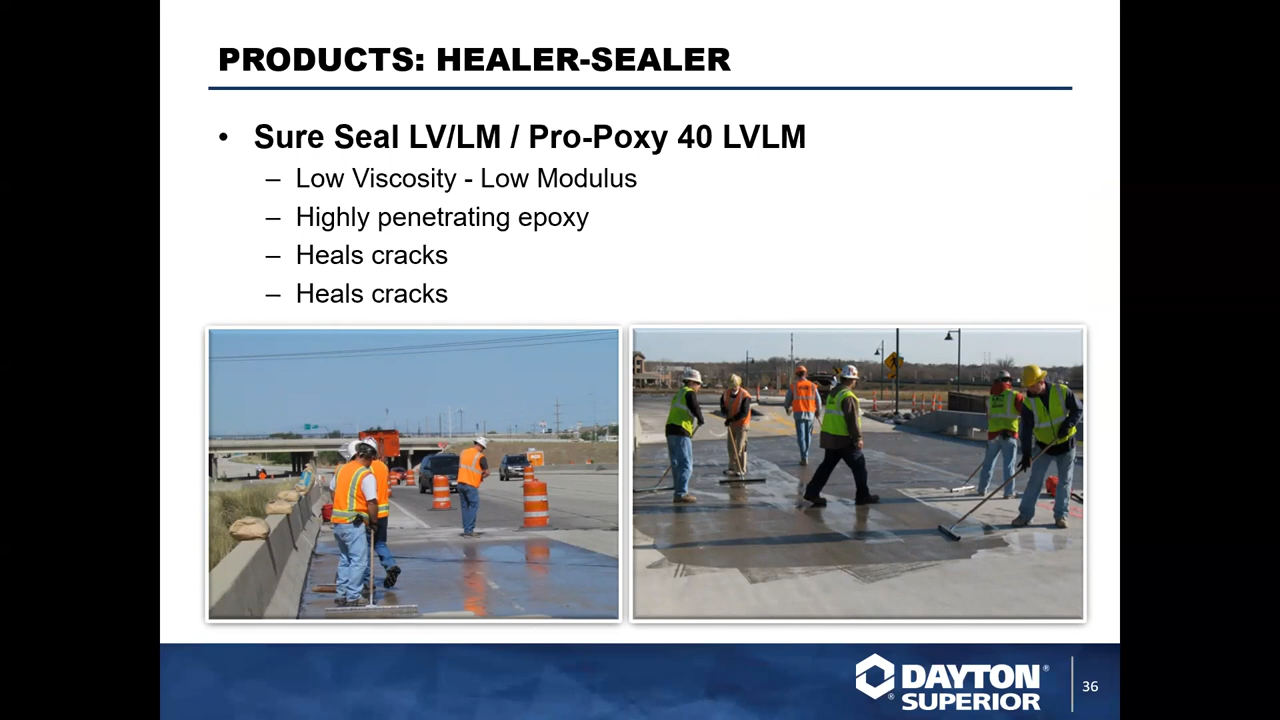 PRODUCTS: HEALER-SEALER
• Sure Seal LV/LM / Pro-Poxy 40 LVLM
– Low Viscosity - Low Modulus
– Highly penetrating epoxy
– Heals cracks
– Heals cracks
DAYTON®
®SUPERIOR
36